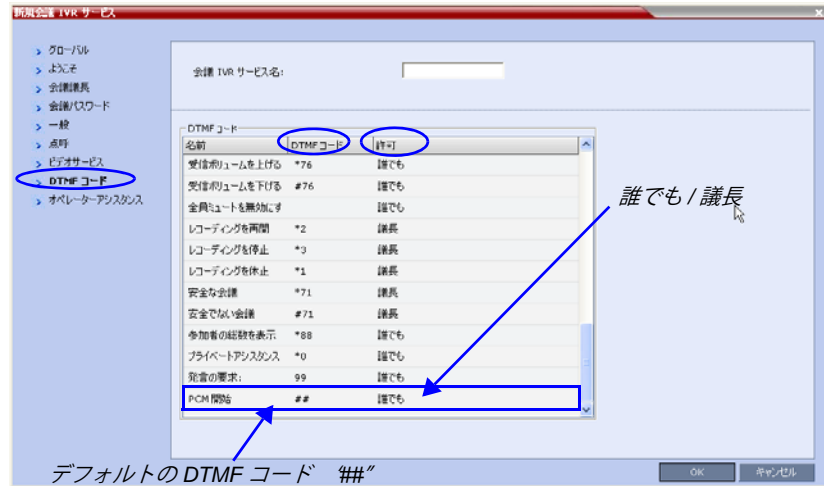 新規会議 IVR サービス
グローバル
ようこそ
会議議長
会議パスワード
一般
点呼
ビデオサービス
DTMF コード
オペレーターアシスタンス
会議 IVR サービス名:
DTMF コード
名前 DTMF コード 許可
受信ボリュームを上げる *76 誰でも
受信ボリュームを下げる #76 誰でも
全員ミュートを無効にす 誰でも
レコーディングを再開 *2 議長
レコーディングを停止 *3 議長
レコーディングを休止 *1 議長
安全な会議 *71 議長
安全でない会議 #71 議長
参加者の総数を表示 *88 誰でも
プライベートアシスタンス *0 誰でも
発言の要求: 99 誰でも
PCM 開始 ## 誰でも
誰でも / 議長
デフォルトの DTMF コード “##”
OK キャンセル